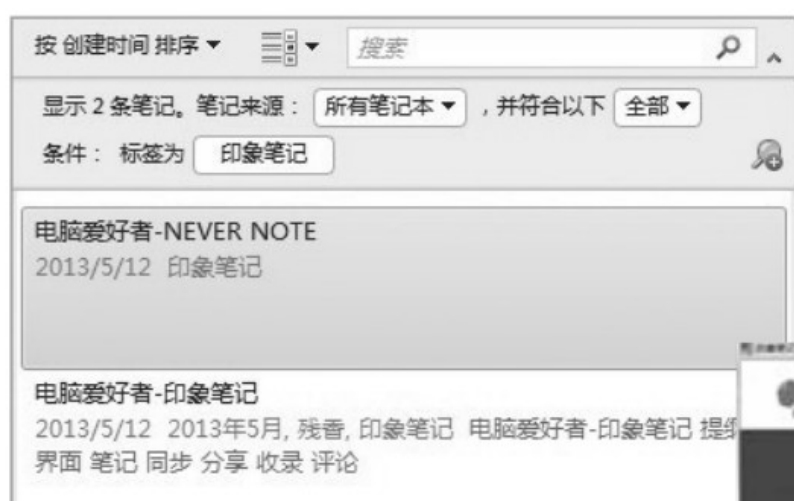 按 创建时间 排序
搜索
显示 2 条笔记。笔记来源： 所有笔记本 ，并符合以下 全部
条件： 标签为 印象笔记
电脑爱好者-NEVER NOTE
2013/5/12 印象笔记
电脑爱好者-印象笔记
2013/5/12 2013年5月, 残香, 印象笔记 电脑爱好者-印象笔记 提纲
界面 笔记 同步 分享 收录 评论